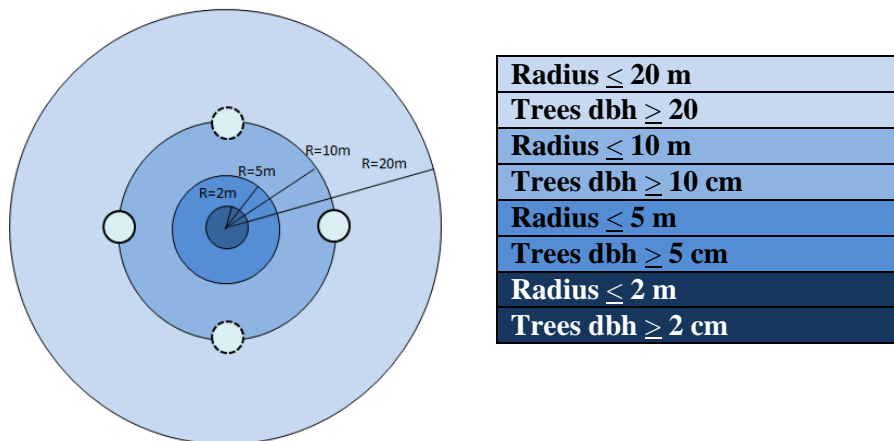 R=10m
R=5m
R=20m
R=2m
Radius ≤ 20 m
Trees dbh ≥ 20
Radius ≤ 10 m
Trees dbh ≥ 10 cm
Radius ≤ 5 m
Trees dbh ≥ 5 cm
Radius ≤ 2 m
Trees dbh ≥ 2 cm